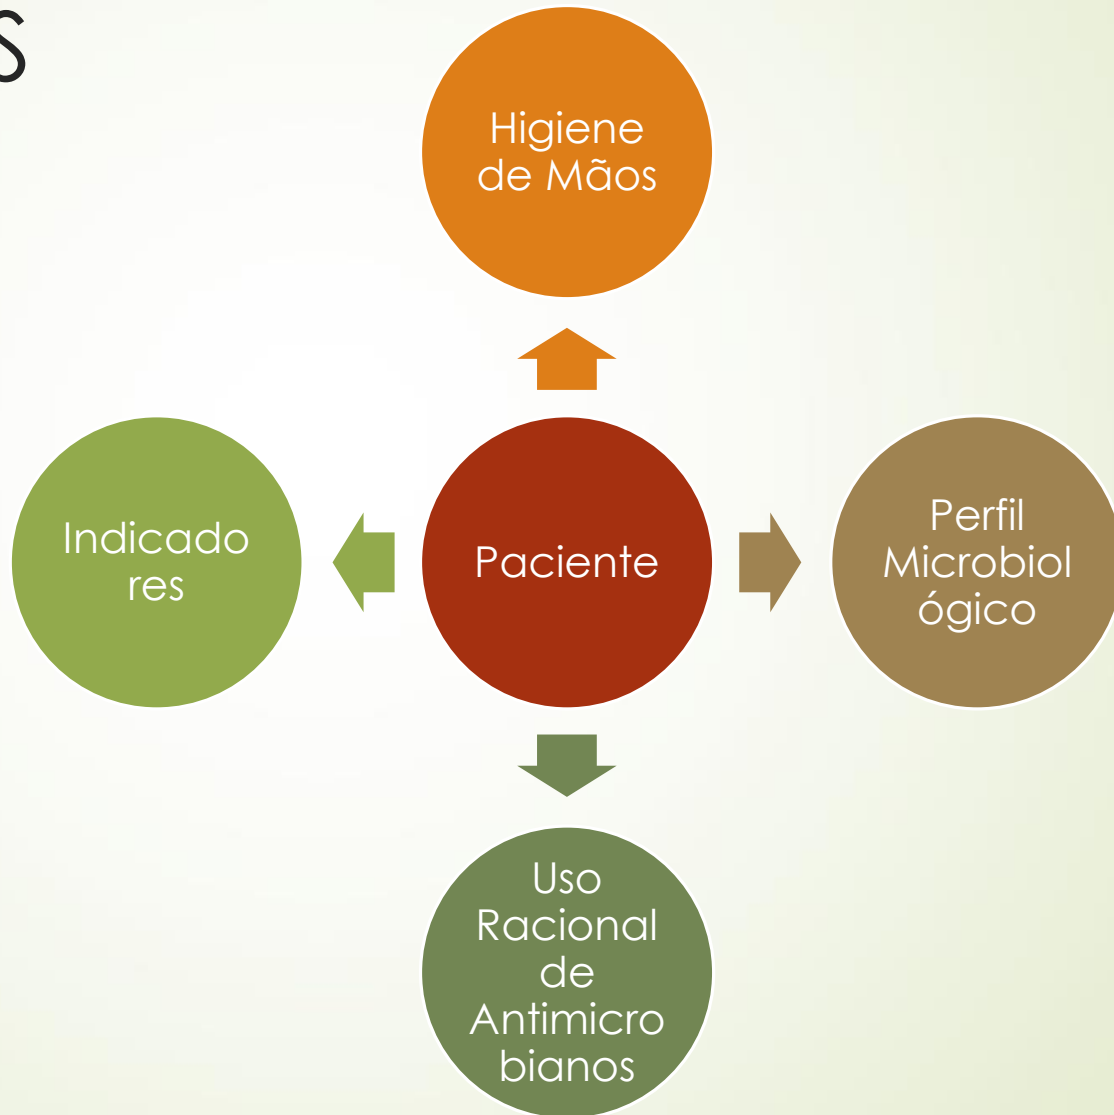 S
Higiene
de Mãos
Indicado
res
Paciente
Perfil
Microbiol
ógico
Uso
Racional
de
Antimicro
bianos